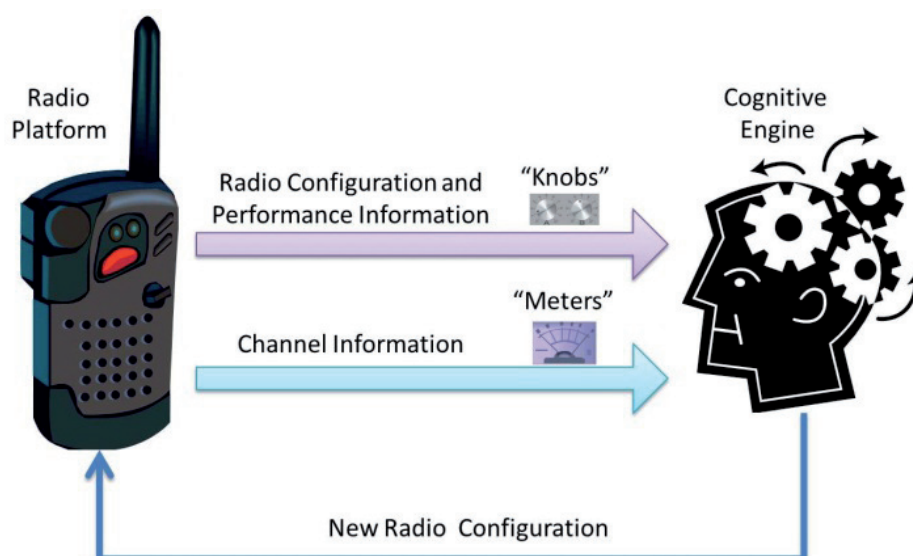 Radio
Platform
Cognitive
Engine
Radio Configuration and
Performance Information
“Knobs”
“Meters”
Channel Information
New Radio Configuration